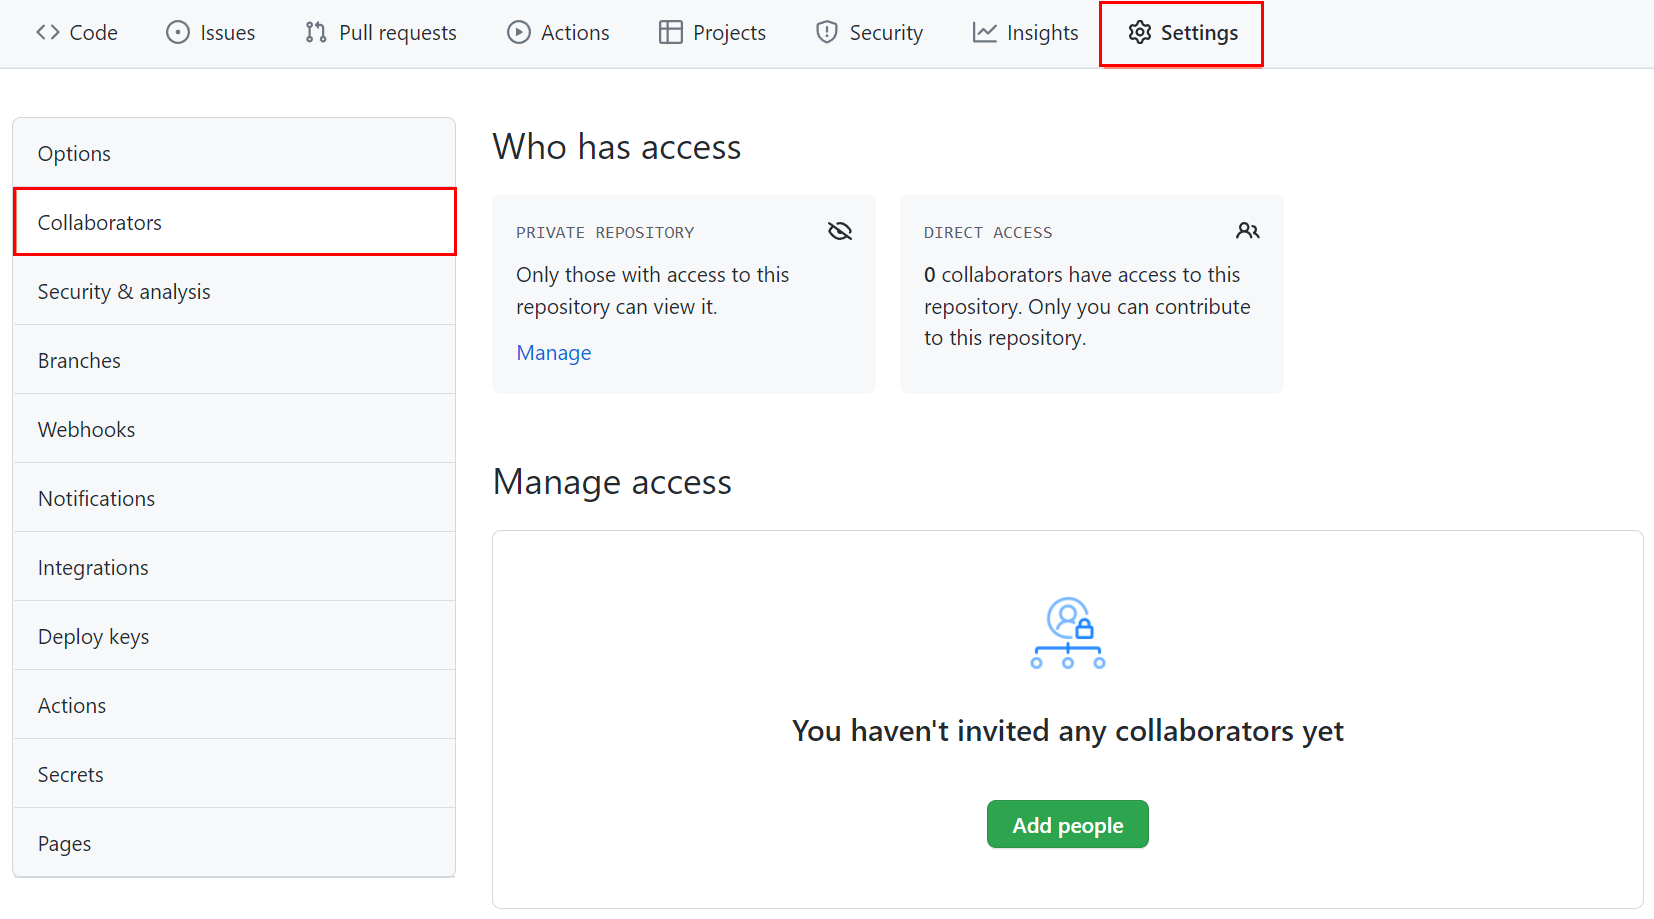 Code Issues Pull requests Actions Projects Security Insights Settings
Options
Collaborators
Security & analysis
Branches
Webhooks
Notifications
Integrations
Deploy keys
Actions
Secrets
Pages
Who has access
PRIVATE REPOSITORY
Only those with access to this
repository can view it.
Manage
DIRECT ACCESS
0 collaborators have access to this
repository. Only you can contribute
to this repository.
Manage access
You haven't invited any collaborators yet
Add people